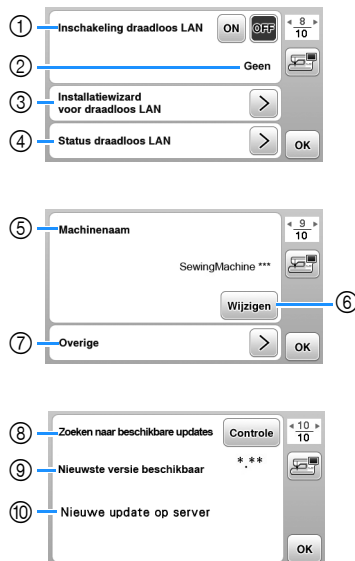 ① Inschakeling draadloos LAN ON OFF 8
10
② Geen
③ Installatiewizard
voor draadloos LAN
④ Status draadloos LAN OK
⑤ Machinenaam 9
10
SewingMachine ***
Wijzigen ⑥
⑦ Overige OK
⑧ Zoeken naar beschikbare updates Controle 10
10
⑨ Nieuwste versie beschikbaar *.**
⑩ Nieuwe update op server
OK